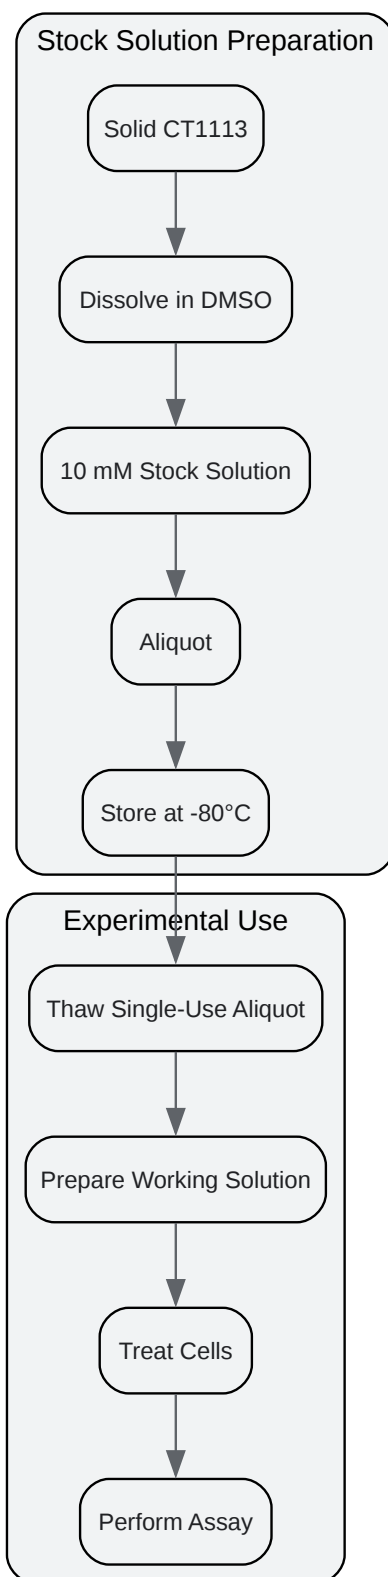 Stock Solution Preparation
Solid CT1113
Dissolve in DMSO
10 mM Stock Solution
Aliquot
Store at -80°C
Experimental Use
Thaw Single-Use Aliquot
Prepare Working Solution
Treat Cells
Perform Assay